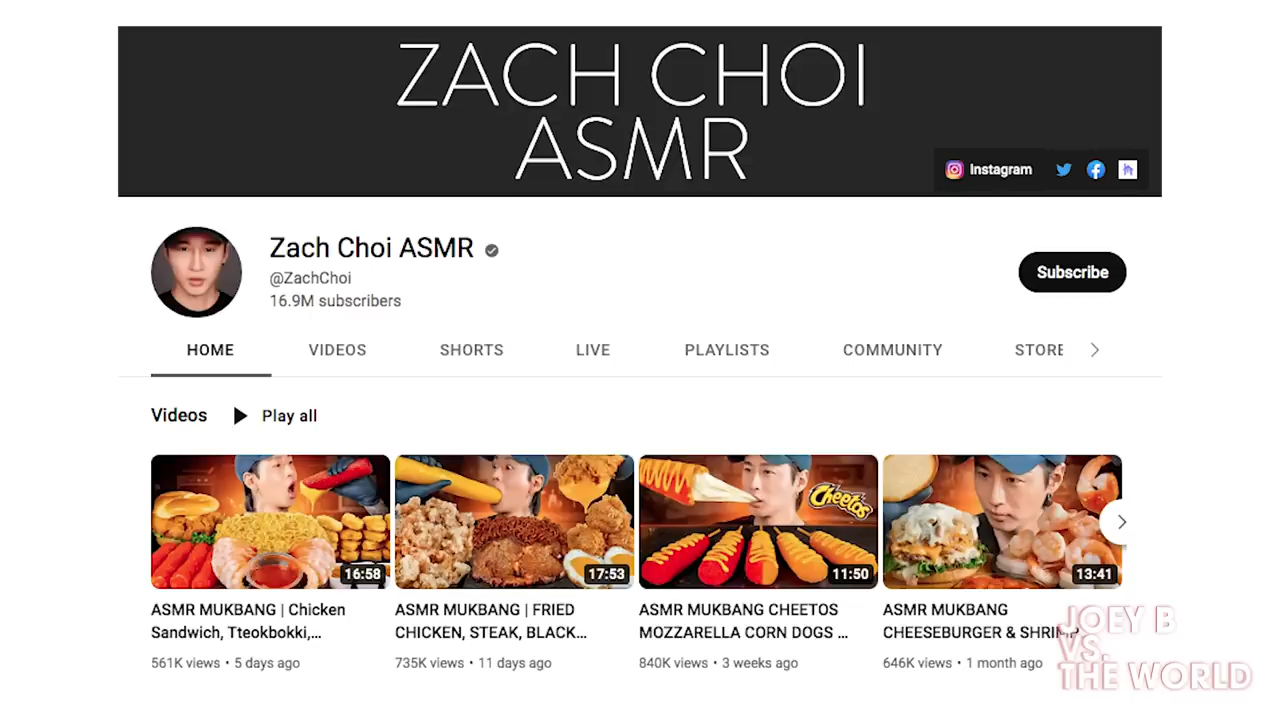 ZACH CHOI
ASMR
Instagram
Zach Choi ASMR
@ZachChoi
16.9M subscribers
Subscribe
HOME VIDEOS SHORTS LIVE PLAYLISTS COMMUNITY STORE
Videos Play all
Cheetos
16:58 17:53 11:50 13:41
ASMR MUKBANG | Chicken
Sandwich, Tteokbokki,...
561K views • 5 days ago
ASMR MUKBANG | FRIED
CHICKEN, STEAK, BLACK...
735K views • 11 days ago
ASMR MUKBANG CHEETOS
MOZZARELLA CORN DOGS ...
840K views • 3 weeks ago
ASMR MUKBANG
CHEESEBURGER & SHRIMP
646K views • 1 month ago
JOEY B
VS.
THE WORLD